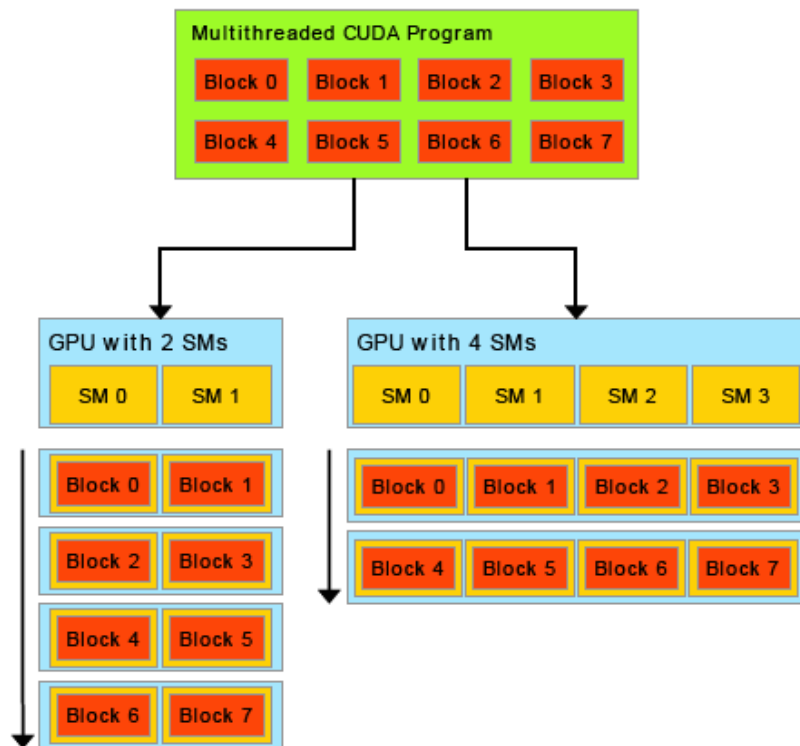 Multithreaded CUDA Program
Block 0 Block 1 Block 2 Block 3
Block 4 Block 5 Block 6 Block 7
GPU with 2 SMs
SM 0 SM 1
Block 0 Block 1
Block 2 Block 3
Block 4 Block 5
Block 6 Block 7
GPU with 4 SMs
SM 0 SM 1 SM 2 SM 3
Block 0 Block 1 Block 2 Block 3
Block 4 Block 5 Block 6 Block 7